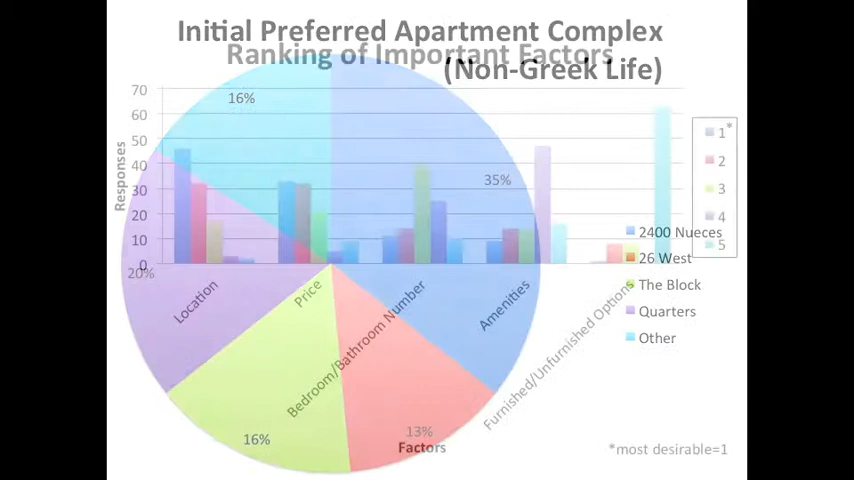 Initial Preferred Apartment Complex
(Non-Greek Life)
Ranking of Important Factors
70
60
50
40
30
20
10
0
Responses
Location
Price
Bedroom/Bathroom Number
Amenities
Furnished/Unfurnished Options
Factors
1*
2
3
4
5
16%
35%
20%
16%
13%
2400 Nueces
26 West
The Block
Quarters
Other
*most desirable=1